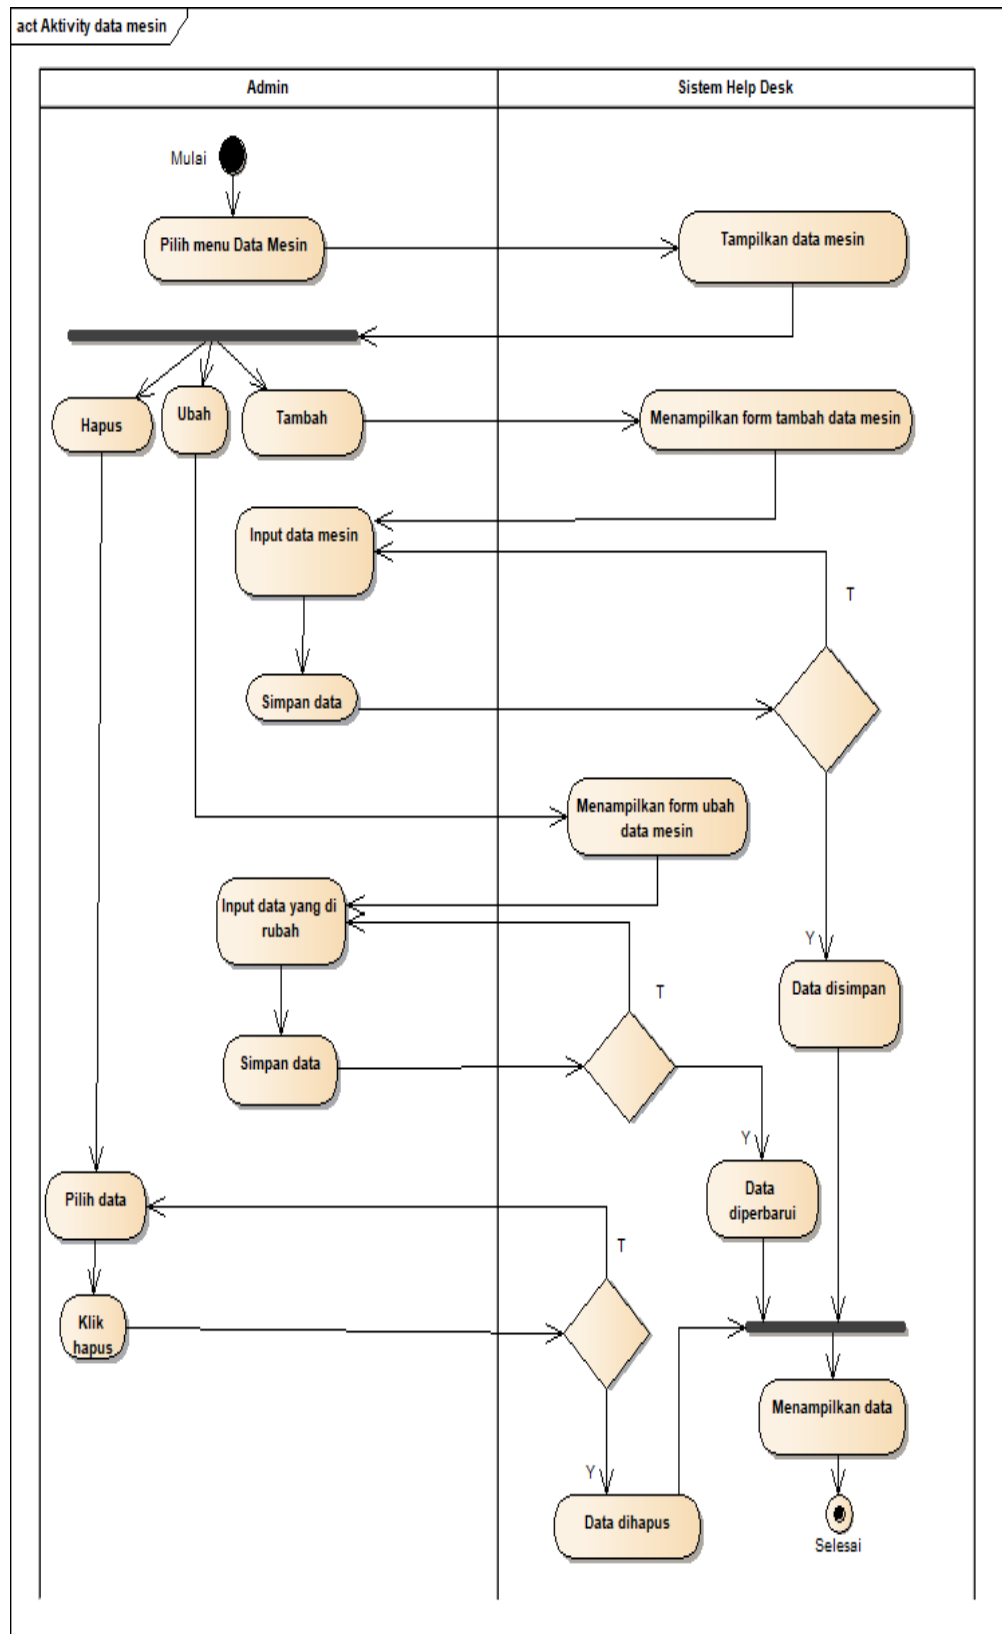 act Aktivity data mesin
Admin
Sistem Help Desk
Mulai
Pilih menu Data Mesin
Tampilkan data mesin
Hapus
Ubah
Tambah
Menampilkan form tambah data mesin
Input data mesin
T
Simpan data
Menampilkan form ubah
data mesin
Input data yang di
rubah
Y
Data disimpan
T
Simpan data
Y
Pilih data
Data
diperbarui
T
Klik
hapus
Menampilkan data
Y
Data dihapus
Selesai